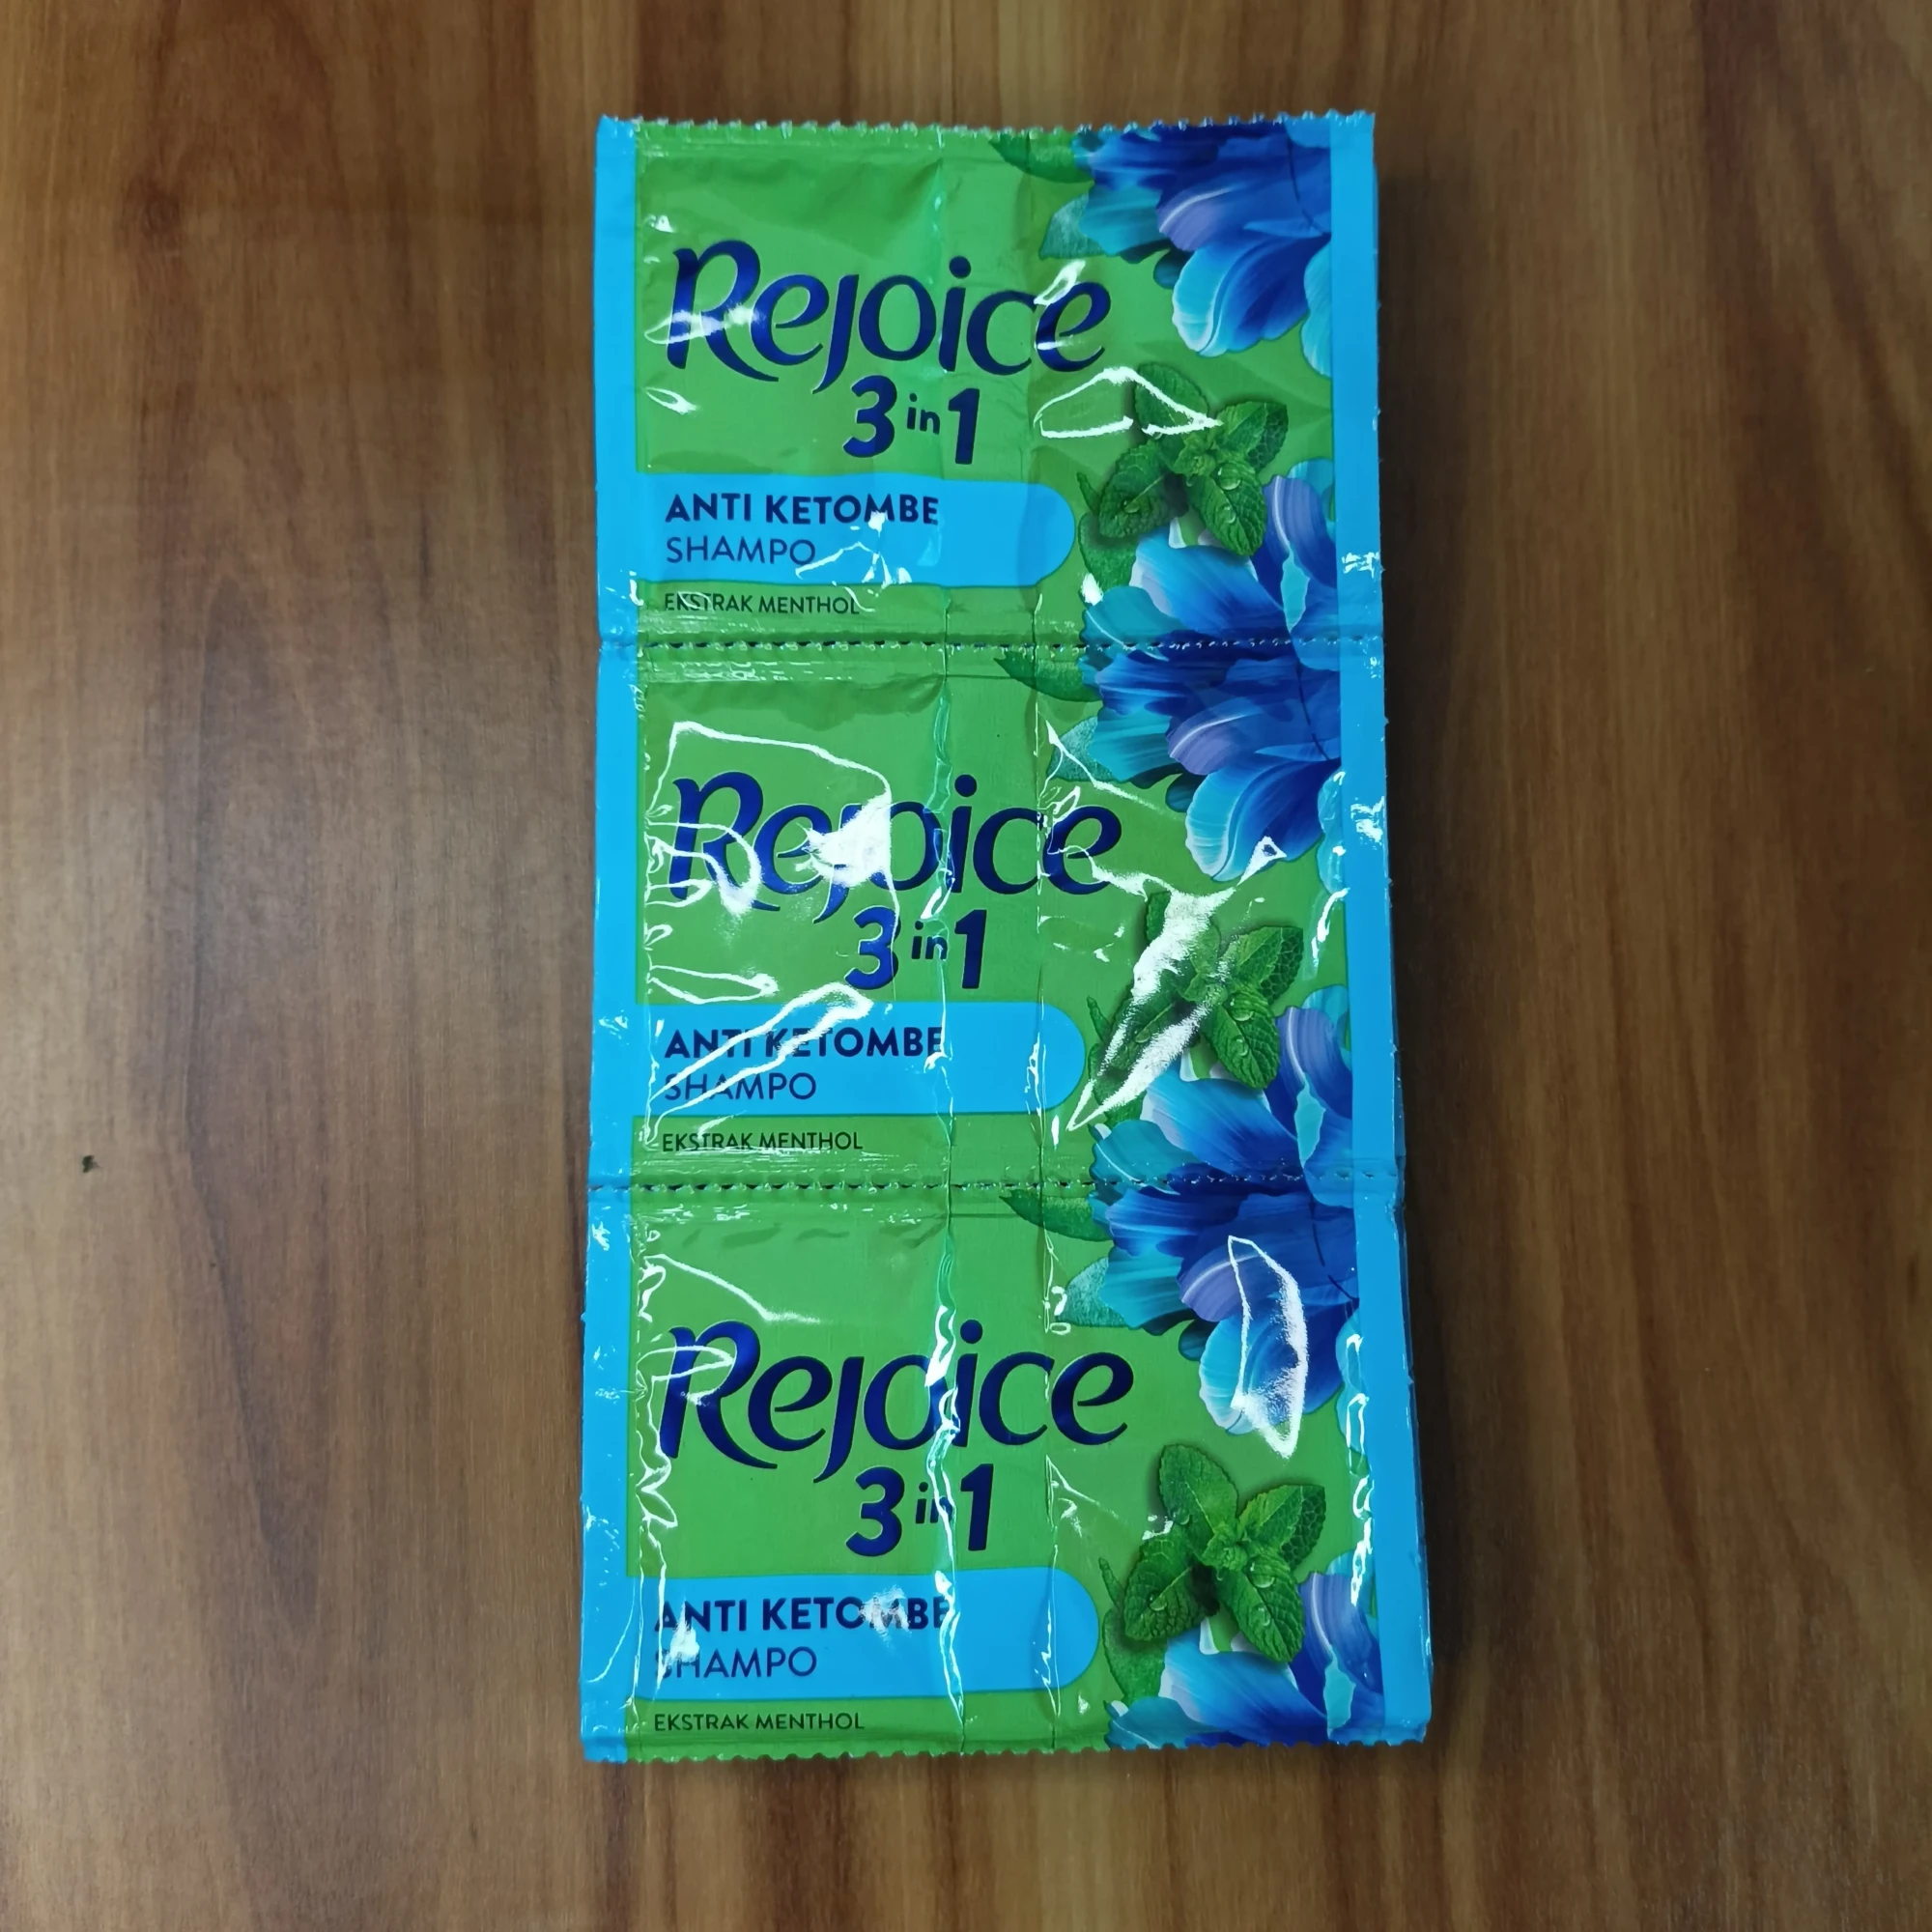 Rejoice
3 in 1
ANTI KETOMBE
SHAMPO
EKSTRAK MENTHOL
Rejoice
3 in 1
ANTI KETOMBE
SHAMPO
EKSTRAK MENTHOL
Rejoice
3 in 1
ANTI KETOMBE
SHAMPO
EKSTRAK MENTHOL